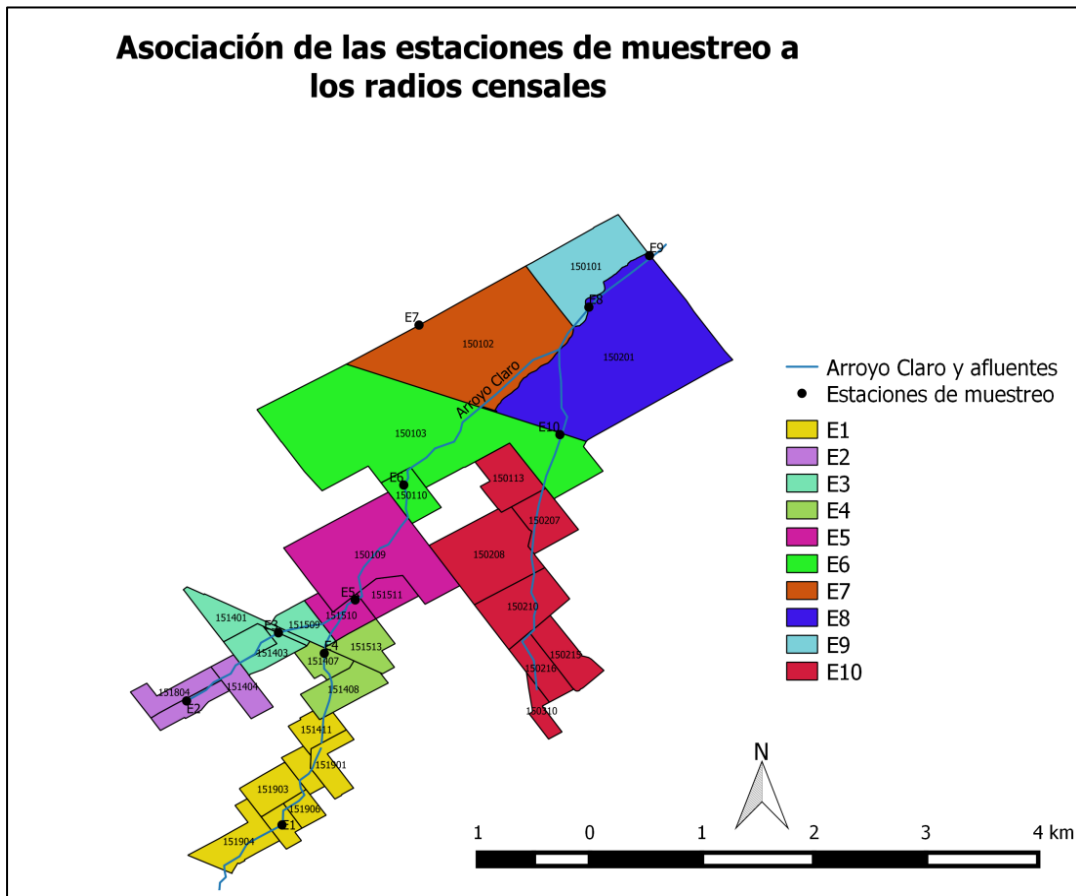 Asociación de las estaciones de muestreo a
los radios censales
E9
150101
E8
E7
150102
150201
Arroyo Claro
Arroyo Claro y afluentes
Estaciones de muestreo
E1
E2
E3
E4
E5
E6
E7
E8
E9
E10
150103
E10
E6
150110
150113
150207
150109
150208
E5
151511
151510
150210
151401
E3
151509
151403
E4
151513
151407
150215
150216
151404
151408
151804
E2
150310
151411
151901
151903
151906
E1
151904
N
1
0
1
2
3
4 km